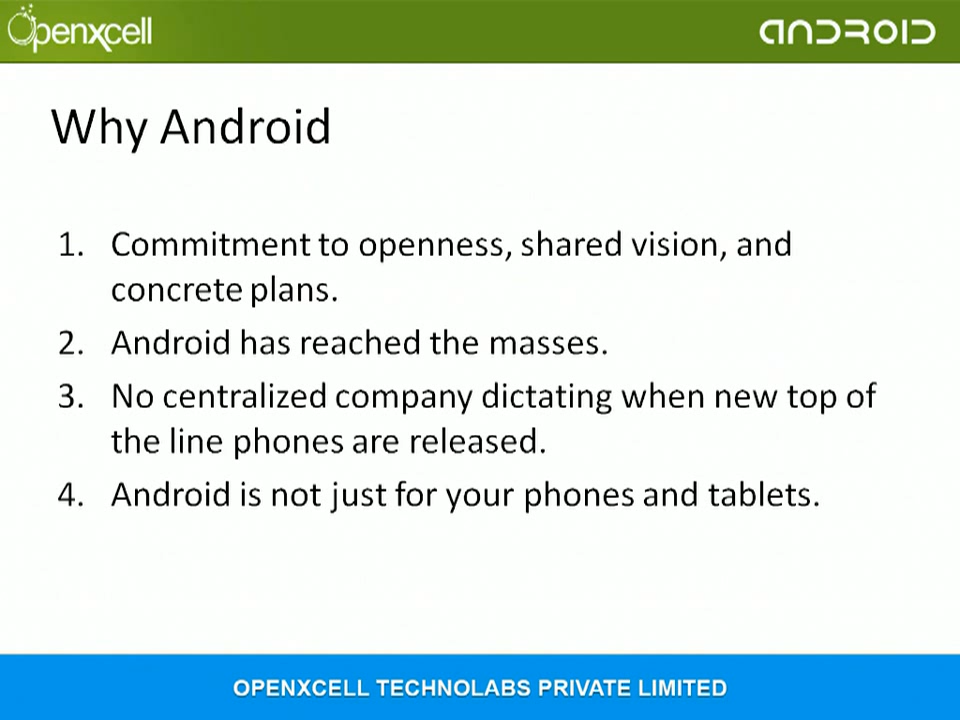 Openxcell
ANDROID
Why Android
1. Commitment to openness, shared vision, and
concrete plans.
2. Android has reached the masses.
3. No centralized company dictating when new top of
the line phones are released.
4. Android is not just for your phones and tablets.
OPENXCELL TECHNOLABS PRIVATE LIMITED